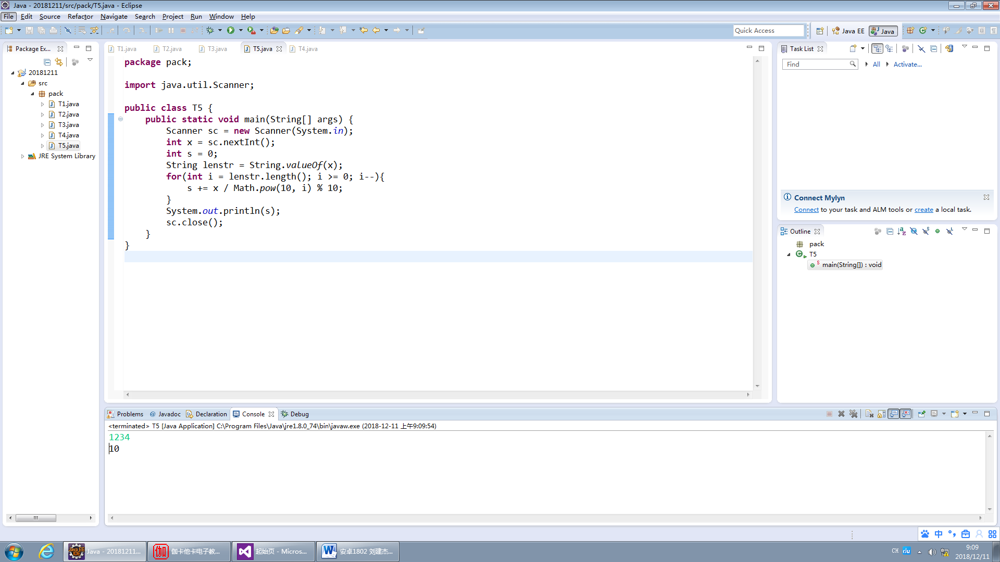 Java - 20181211/src/pack/T5.java - Eclipse
File Edit Source Refactor Navigate Search Project Run Window Help
Quick Access
Java EE
Java
Package Ex...
20181211
src
pack
T1.java
T2.java
T3.java
T4.java
T5.java
JRE System Library
T1.java T2.java T3.java T5.java T4.java
package pack;
import java.util.Scanner;
public class T5 {
public static void main(String[] args) {
Scanner sc = new Scanner(System.in);
int x = sc.nextInt();
int s = 0;
String lenstr = String.valueOf(x);
for(int i = lenstr.length(); i >= 0; i--){
s += x / Math.pow(10, i) % 10;
}
System.out.println(s);
sc.close();
}
}
Task List
Find
All
Activate...
Connect Mylyn
Connect to your task and ALM tools or create a local task.
Outline
pack
T5
main(String[]) : void
Problems @ Javadoc Declaration Console Debug
<terminated> T5 [Java Application] C:\Program Files\Java\jre1.8.0_74\bin\javaw.exe (2018-12-11 上午9:09:54)
1234
10
中
Java EE IDE
Java - 20181211...
伽
伽卡他卡电子教...
起始页 - Micros...
安卓1802 刘建杰...
CH
du
9:09
2018/12/11